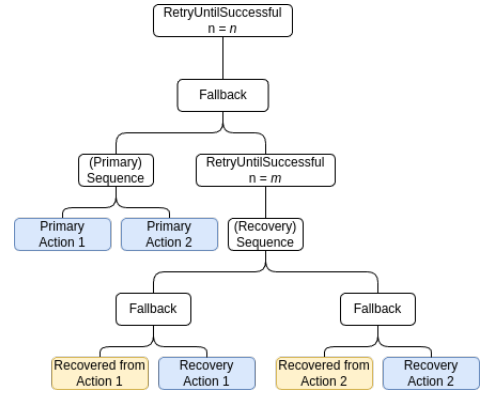 RetryUntilSuccessful
n = n
Fallback
(Primary)
Sequence
RetryUntilSuccessful
n = m
Primary
Action 1
Primary
Action 2
(Recovery)
Sequence
Fallback
Fallback
Recovered from
Action 1
Recovery
Action 1
Recovered from
Action 2
Recovery
Action 2